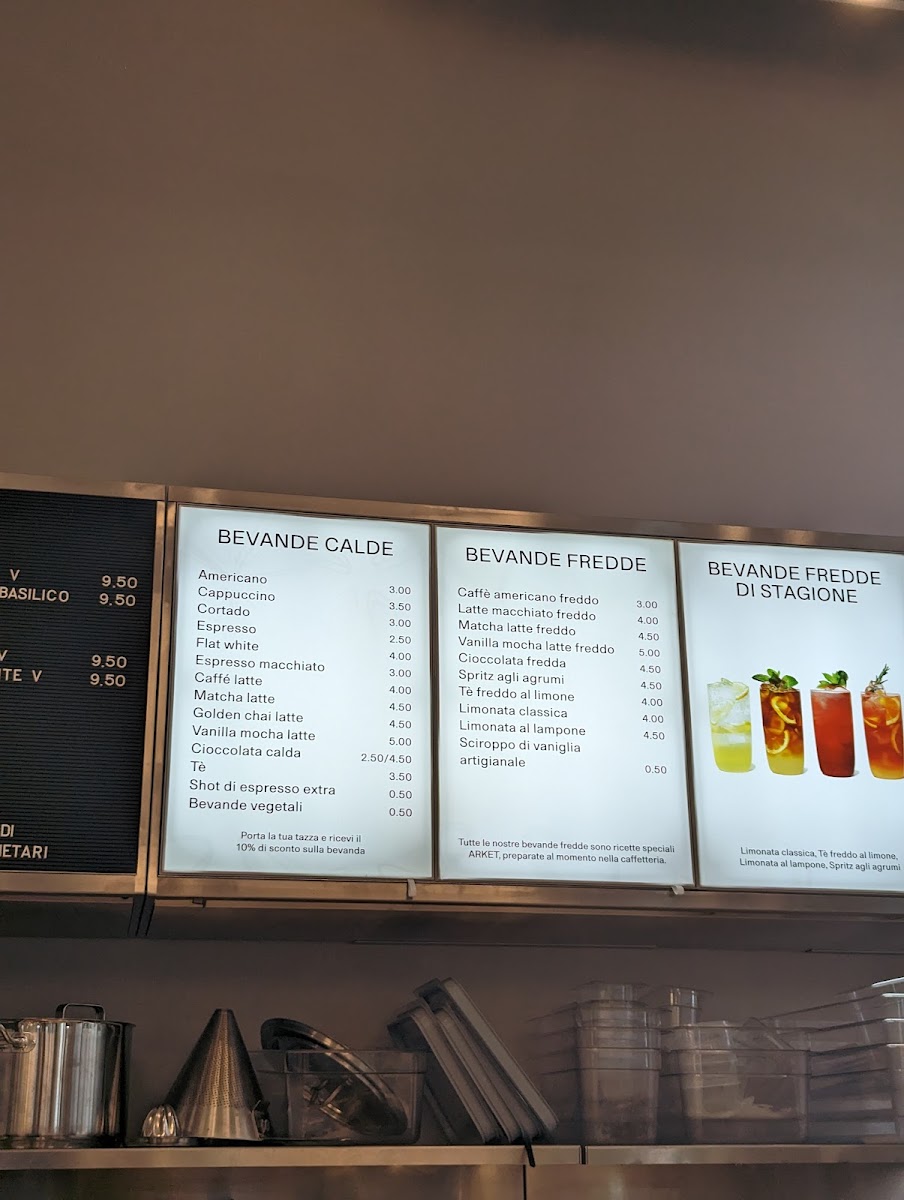 V 9.50
BASILICO 9.50
V 9.50
TE V 9.50
DI
BEVANDE CALDE
Americano 3.00
Cappuccino 3.50
Cortado 3.00
Espresso 2.50
Flat white 4.00
Espresso macchiato 3.00
Caffé latte 4.00
Matcha latte 4.50
Golden chai latte 4.50
Vanilla mocha latte 5.00
Cioccolata calda 2.50/4.50
Tè 3.50
Shot di espresso extra 0.50
Bevande vegetali 0.50
Porta la tua tazza e ricevi il
10% di sconto sulla bevanda
BEVANDE FREDDE
Caffè americano freddo 3.00
Latte macchiato freddo 4.00
Matcha latte freddo 4.50
Vanilla mocha latte freddo 5.00
Cioccolata fredda 4.50
Spritz agli agrumi 4.50
Tè freddo al limone 4.00
Limonata classica 4.00
Limonata al lampone 4.50
Sciroppo di vaniglia
artigianale 0.50
Tutte le nostre bevande fredde sono ricette speciali
ARKET, preparate al momento nella caffetteria.
BEVANDE FREDDE
DI STAGIONE
Limonata classica, Tè freddo al limone,
Limonata al lampone, Spritz agli agrumi